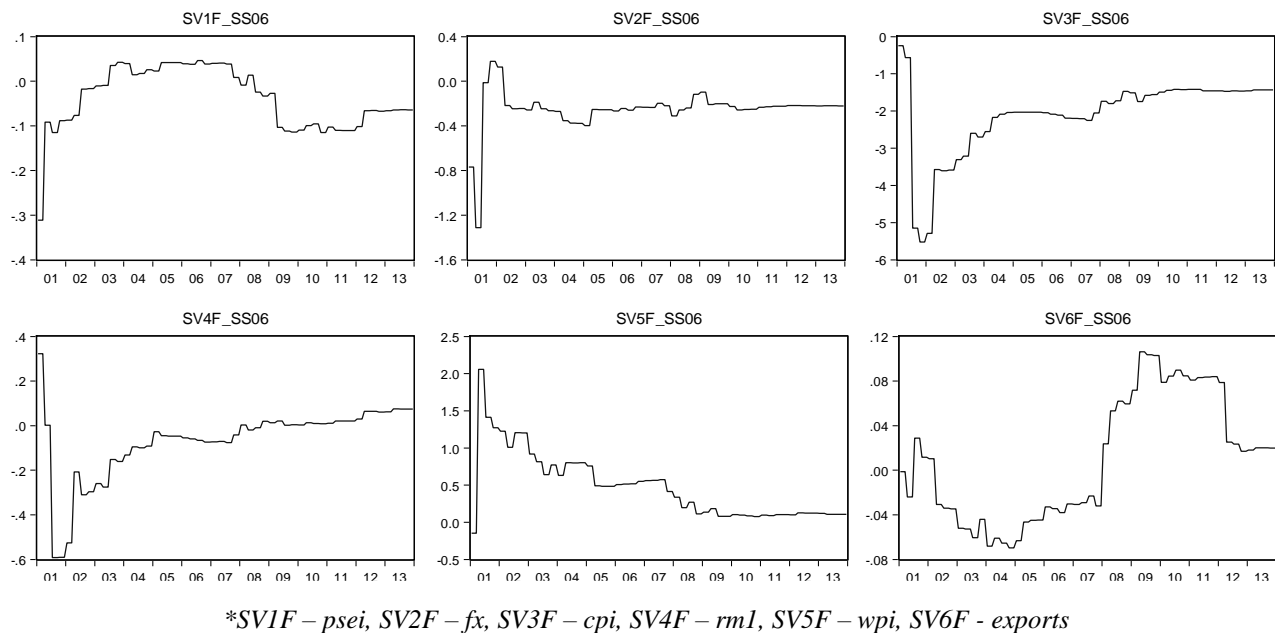 SV1F_SS06
.1
.0
-.1
-.2
-.3
-.4
01 02 03 04 05 06 07 08 09 10 11 12 13
SV2F_SS06
0.4
0.0
-0.4
-0.8
-1.2
-1.6
01 02 03 04 05 06 07 08 09 10 11 12 13
SV3F_SS06
0
-1
-2
-3
-4
-5
-6
01 02 03 04 05 06 07 08 09 10 11 12 13
SV4F_SS06
.4
.2
.0
-.2
-.4
-.6
01 02 03 04 05 06 07 08 09 10 11 12 13
SV5F_SS06
2.5
2.0
1.5
1.0
0.5
0.0
-0.5
01 02 03 04 05 06 07 08 09 10 11 12 13
SV6F_SS06
.12
.08
.04
.00
-.04
-.08
01 02 03 04 05 06 07 08 09 10 11 12 13
*SV1F – psei, SV2F – fx, SV3F – cpi, SV4F – rm1, SV5F – wpi, SV6F - exports